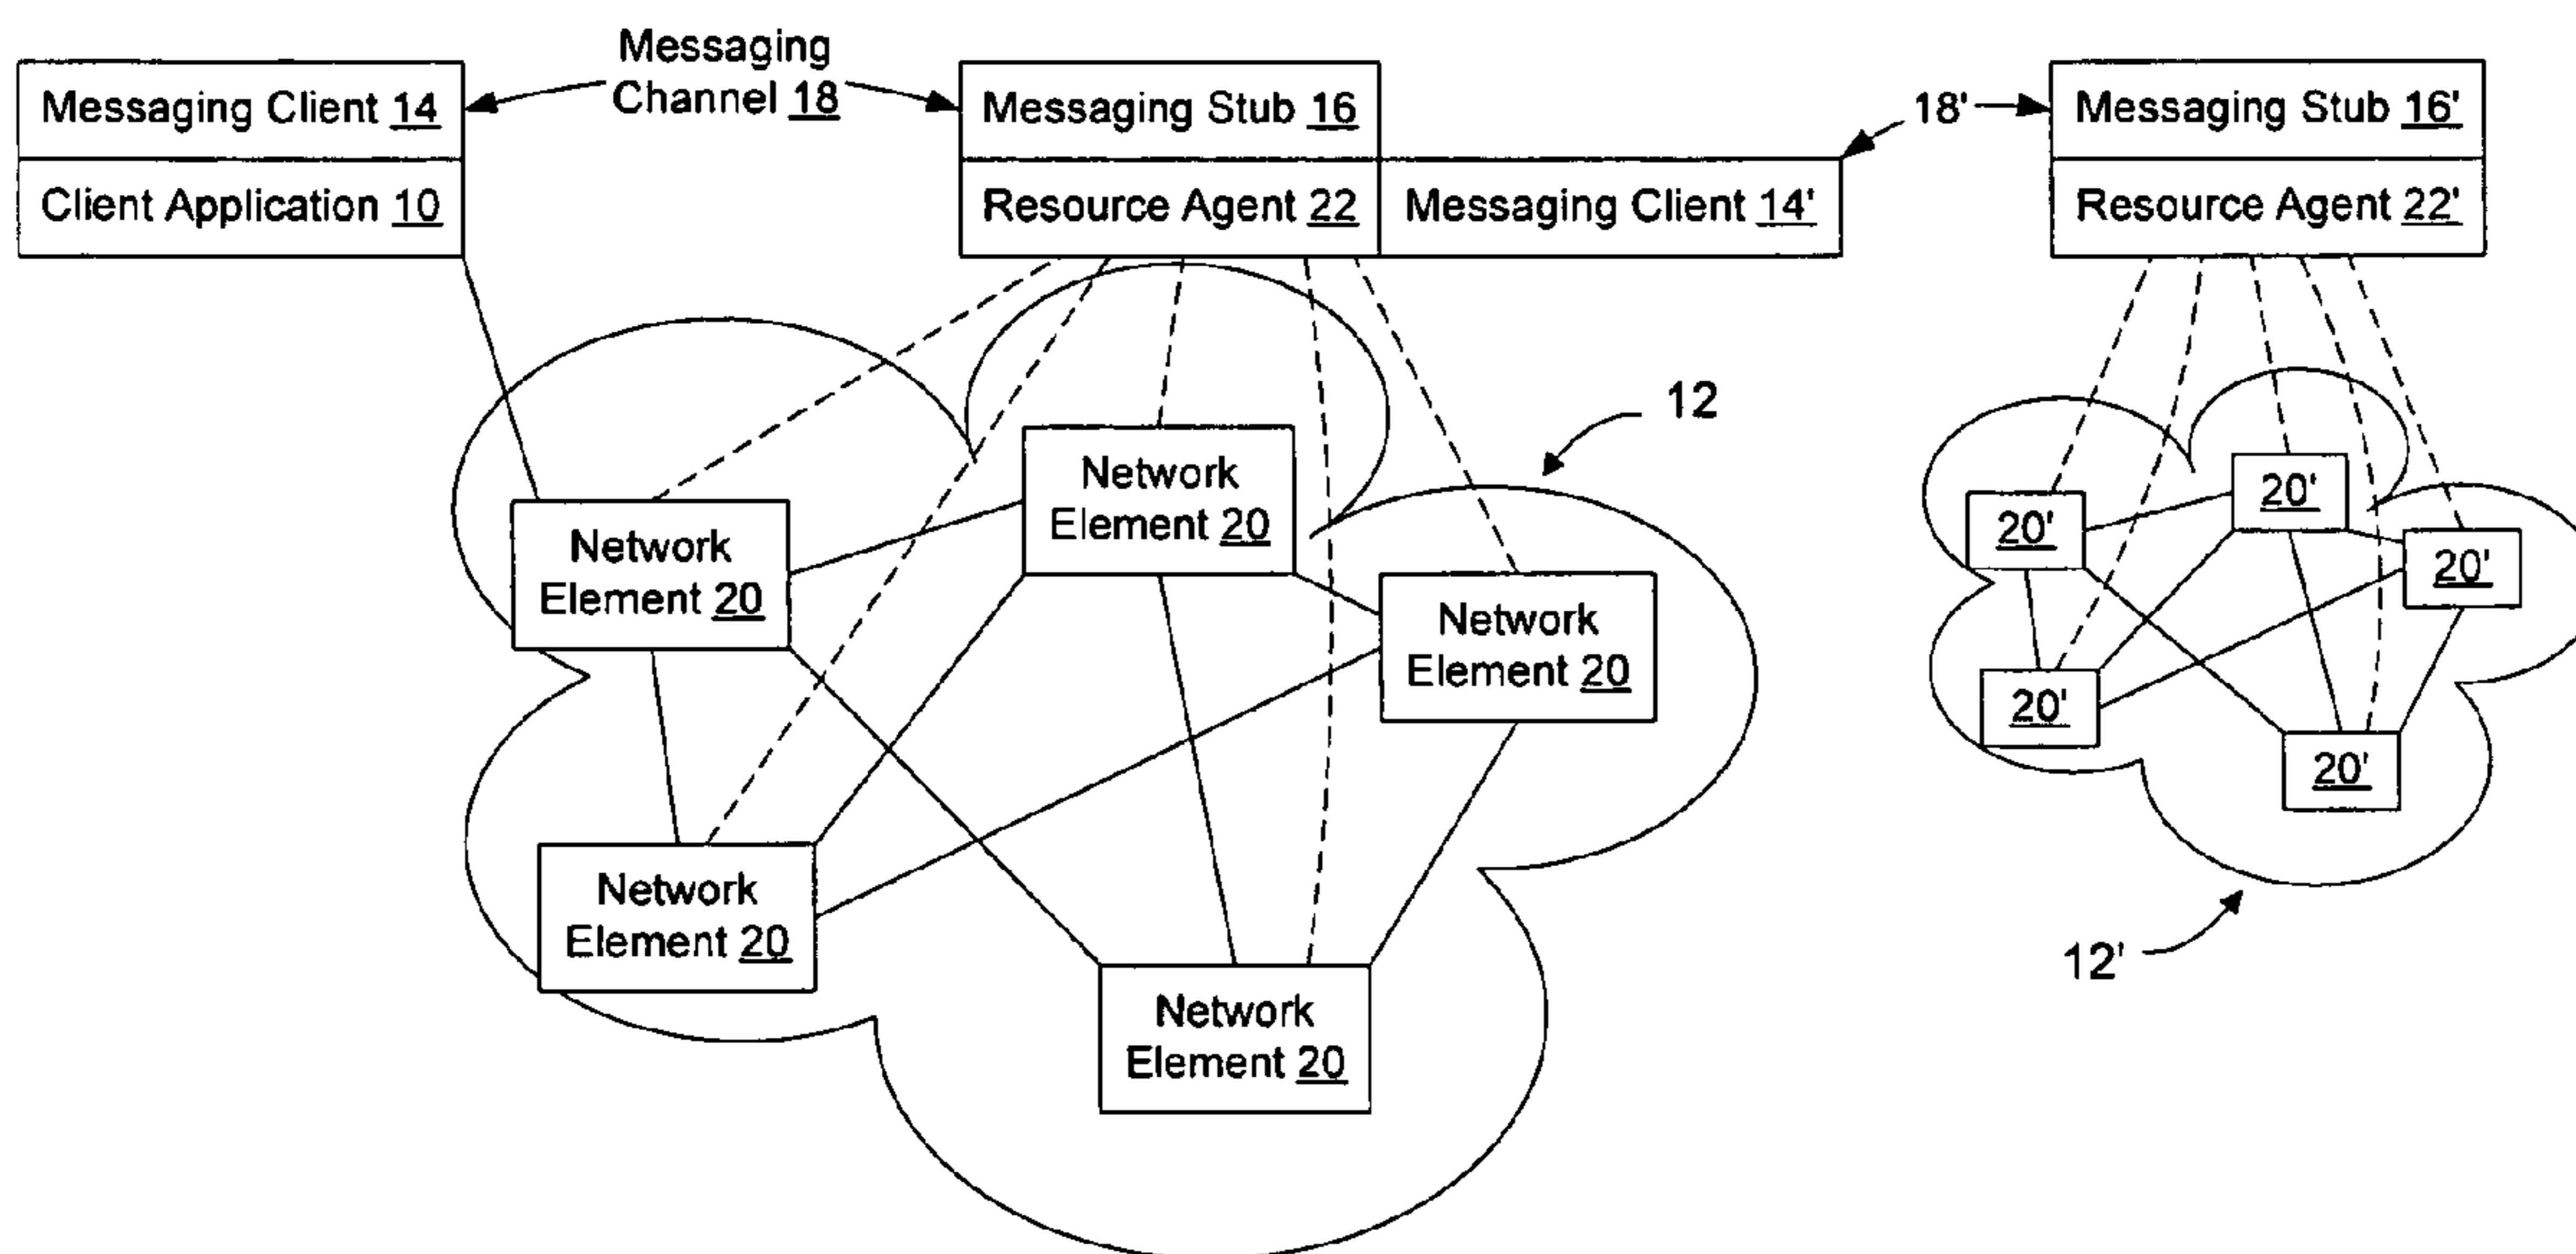 Messaging
Channel 18
Messaging Client 14
Client Application 10
Messaging Stub 16
Resource Agent 22
Messaging Client 14'
18'
Messaging Stub 16'
Resource Agent 22'
12
Network
Element 20
Network
Element 20
Network
Element 20
Network
Element 20
Network
Element 20
20'
20'
20'
20'
20'
12'